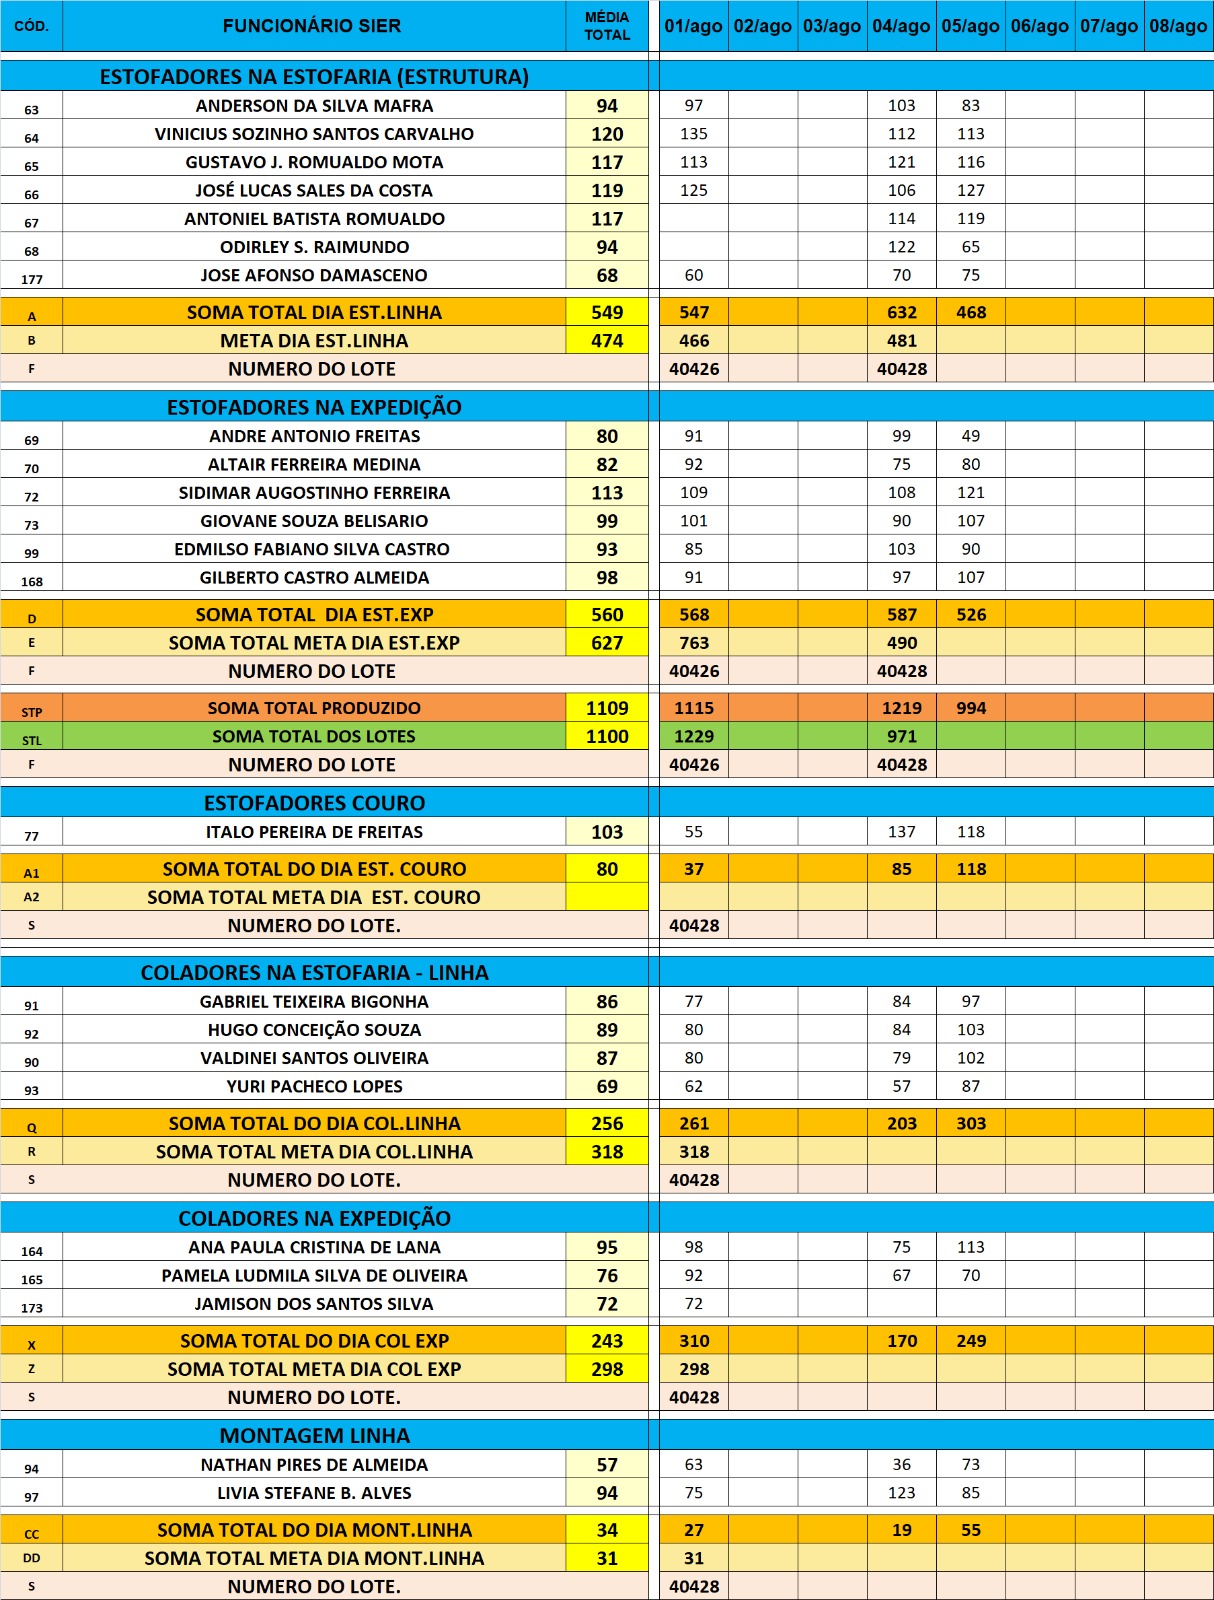 CÓD. FUNCIONÁRIO SIER MÉDIA TOTAL 01/ago 02/ago 03/ago 04/ago 05/ago 06/ago 07/ago 08/ago
ESTOFADORES NA ESTOFARIA (ESTRUTURA)
63 ANDERSON DA SILVA MAFRA 94 97 103 83
64 VINICIUS SOZINHO SANTOS CARVALHO 120 135 112 113
65 GUSTAVO J. ROMUALDO MOTA 117 113 121 116
66 JOSÉ LUCAS SALES DA COSTA 119 125 106 127
67 ANTONIEL BATISTA ROMUALDO 117 114 119
68 ODIRLEY S. RAIMUNDO 94 122 65
177 JOSE AFONSO DAMASCENO 68 60 70 75
A SOMA TOTAL DIA EST.LINHA 549 547 632 468
B META DIA EST.LINHA 474 466 481
F NUMERO DO LOTE 40426 40428
ESTOFADORES NA EXPEDIÇÃO
69 ANDRE ANTONIO FREITAS 80 91 99 49
70 ALTAIR FERREIRA MEDINA 82 92 75 80
72 SIDIMAR AUGOSTINHO FERREIRA 113 109 108 121
73 GIOVANE SOUZA BELISARIO 99 101 90 107
99 EDMILSO FABIANO SILVA CASTRO 93 85 103 90
168 GILBERTO CASTRO ALMEIDA 98 91 97 107
D SOMA TOTAL DIA EST.EXP 560 568 587 526
E SOMA TOTAL META DIA EST.EXP 627 763 490
F NUMERO DO LOTE 40426 40428
STP SOMA TOTAL PRODUZIDO 1109 1115 1219 994
STL SOMA TOTAL DOS LOTES 1100 1229 971
F NUMERO DO LOTE 40426 40428
ESTOFADORES COURO
77 ITALO PEREIRA DE FREITAS 103 55 137 118
A1 SOMA TOTAL DO DIA EST. COURO 80 37 85 118
A2 SOMA TOTAL META DIA EST. COURO
S NUMERO DO LOTE. 40428
COLADORES NA ESTOFARIA - LINHA
91 GABRIEL TEIXEIRA BIGONHA 86 77 84 97
92 HUGO CONCEIÇÃO SOUZA 89 80 84 103
90 VALDINEI SANTOS OLIVEIRA 87 80 79 102
93 YURI PACHECO LOPES 69 62 57 87
Q SOMA TOTAL DO DIA COL.LINHA 256 261 203 303
R SOMA TOTAL META DIA COL.LINHA 318 318
S NUMERO DO LOTE. 40428
COLADORES NA EXPEDIÇÃO
164 ANA PAULA CRISTINA DE LANA 95 98 75 113
165 PAMELA LUDMILA SILVA DE OLIVEIRA 76 92 67 70
173 JAMISON DOS SANTOS SILVA 72 72
X SOMA TOTAL DO DIA COL EXP 243 310 170 249
Z SOMA TOTAL META DIA COL EXP 298 298
S NUMERO DO LOTE. 40428
MONTAGEM LINHA
94 NATHAN PIRES DE ALMEIDA 57 63 36 73
97 LIVIA STEFANE B. ALVES 94 75 123 85
CC SOMA TOTAL DO DIA MONT.LINHA 34 27 19 55
DD SOMA TOTAL META DIA MONT.LINHA 31 31
S NUMERO DO LOTE. 40428